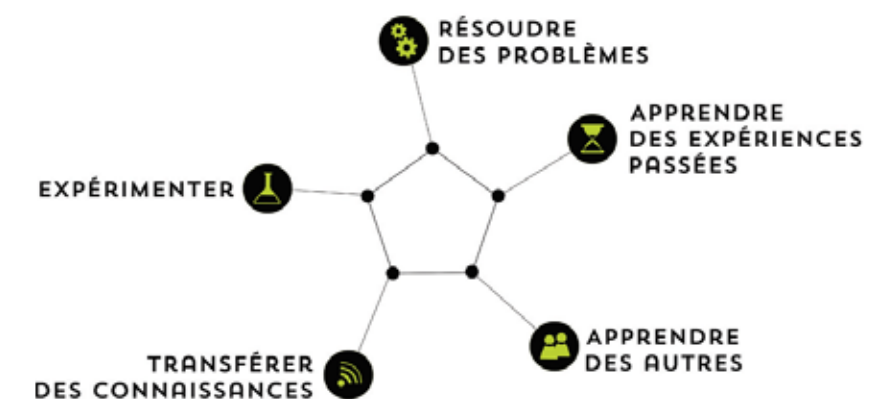 RÉSOUDRE
DES PROBLÈMES
APPRENDRE
DES EXPÉRIENCES
PASSÉES
EXPÉRIMENTER
APPRENDRE
DES AUTRES
TRANSFÉRER
DES CONNAISSANCES